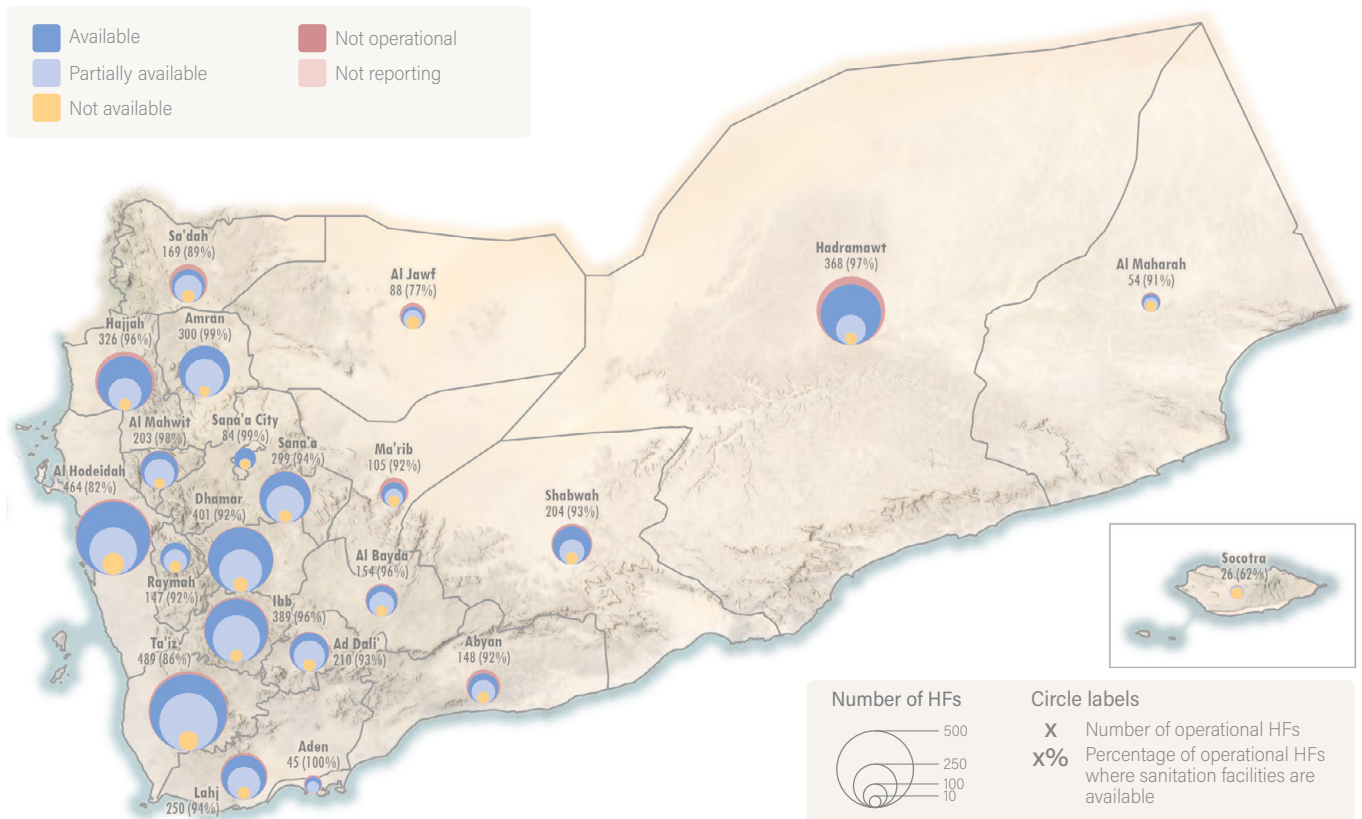 Available
Partially available
Not available
Not operational
Not reporting
Sa'dah
169 (89%)
Al Jawf
88 (77%)
Hadramawt
368 (97%)
Al Maharah
54 (91%)
Hajjah
326 (96%)
Amran
300 (99%)
Al Mahwit
203 (98%)
Sana'a City
84 (99%)
Sana'a
299 (94%)
Ma'rib
105 (92%)
Al Hodeidah
464 (82%)
Dhamar
401 (92%)
Shabwah
204 (93%)
Al Bayda
154 (96%)
Raymah
147 (92%)
Ibb
389 (96%)
Socotra
26 (62%)
Ta'iz
489 (86%)
Ad Dali'
210 (93%)
Abyan
148 (92%)
Aden
45 (100%)
Lahj
250 (94%)
Number of HFs
500
250
100
10
Circle labels
X Number of operational HFs
x% Percentage of operational HFs
where sanitation facilities are
available